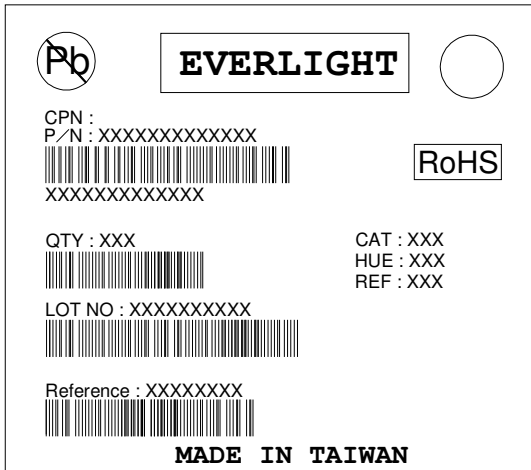 Pb
EVERLIGHT
CPN :
P/N : XXXXXXXXXXXXX
RoHS
XXXXXXXXXXXXX
QTY : XXX
CAT : XXX
HUE : XXX
REF : XXX
LOT NO : XXXXXXXXXX
Reference : XXXXXXXX
MADE IN TAIWAN